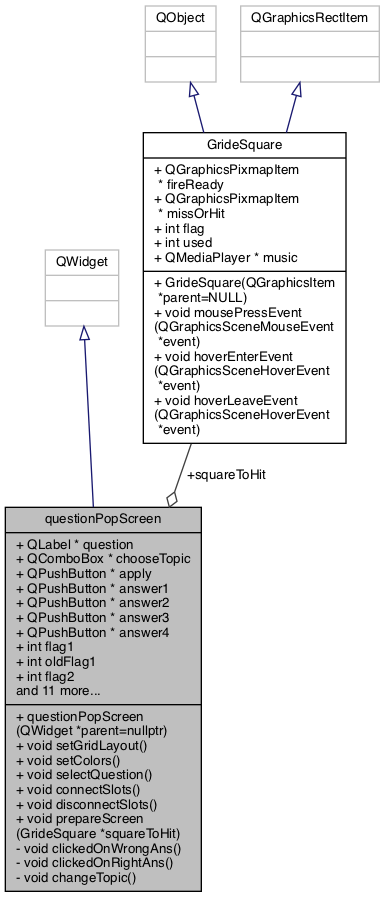 QObject
QGraphicsRectItem
GrideSquare
+ QGraphicsPixmapItem
* fireReady
+ QGraphicsPixmapItem
* missOrHit
+ int flag
+ int used
+ QMediaPlayer * music
+ GrideSquare(QGraphicsItem
*parent=NULL)
+ void mousePressEvent
(QGraphicsSceneMouseEvent
*event)
+ void hoverEnterEvent
(QGraphicsSceneHoverEvent
*event)
+ void hoverLeaveEvent
(QGraphicsSceneHoverEvent
*event)
QWidget
+squareToHit
questionPopScreen
+ QLabel * question
+ QComboBox * chooseTopic
+ QPushButton * apply
+ QPushButton * answer1
+ QPushButton * answer2
+ QPushButton * answer3
+ QPushButton * answer4
+ int flag1
+ int oldFlag1
+ int flag2
and 11 more...
+ questionPopScreen
(QWidget *parent=nullptr)
+ void setGridLayout()
+ void setColors()
+ void selectQuestion()
+ void connectSlots()
+ void disconnectSlots()
+ void prepareScreen
(GrideSquare *squareToHit)
- void clickedOnWrongAns()
- void clickedOnRightAns()
- void changeTopic()